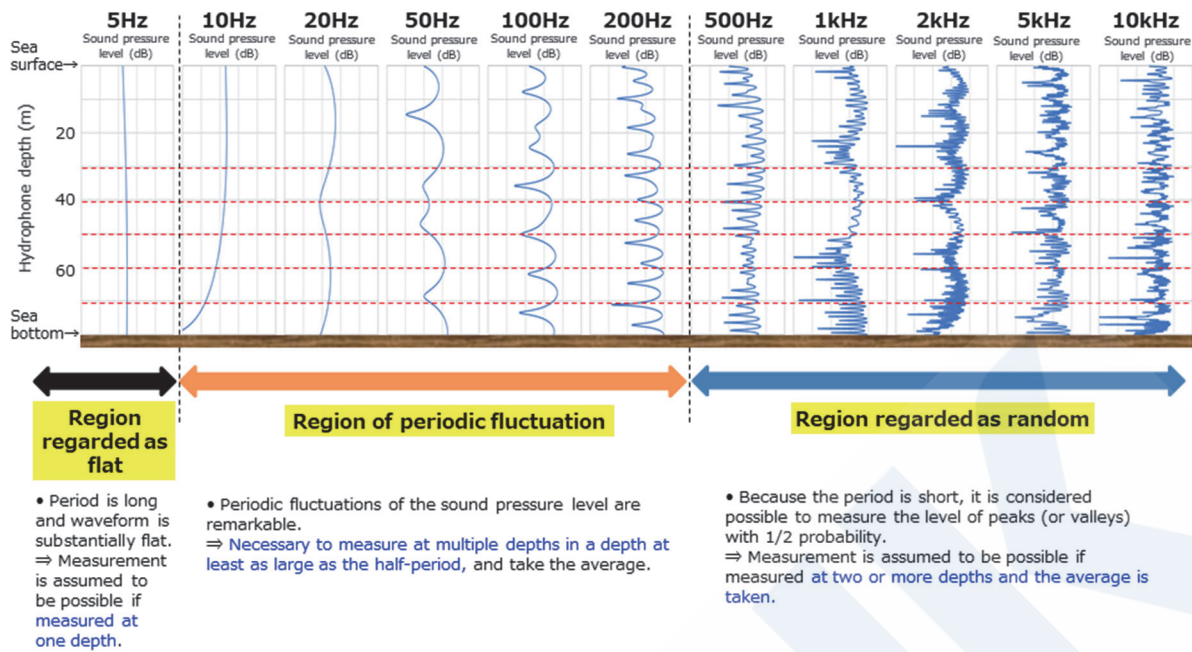 5Hz 10Hz 20Hz 50Hz 100Hz 200Hz 500Hz 1kHz 2kHz 5kHz 10kHz
Sound pressure level (dB)
Sound pressure level (dB)
Sound pressure level (dB)
Sound pressure level (dB)
Sound pressure level (dB)
Sound pressure level (dB)
Sound pressure level (dB)
Sound pressure level (dB)
Sound pressure level (dB)
Sound pressure level (dB)
Sound pressure level (dB)
Sea
surface→
Hydrophone depth (m)
20
40
60
Sea
bottom→
Region
regarded as
flat
Region of periodic fluctuation
Region regarded as random
• Period is long
and waveform is
substantially flat.
⇒ Measurement
is assumed to
be possible if
measured at
one depth.
• Periodic fluctuations of the sound pressure level are
remarkable.
⇒ Necessary to measure at multiple depths in a depth at
least as large as the half-period, and take the average.
• Because the period is short, it is considered
possible to measure the level of peaks (or valleys)
with 1/2 probability.
⇒ Measurement is assumed to be possible if
measured at two or more depths and the average is
taken.